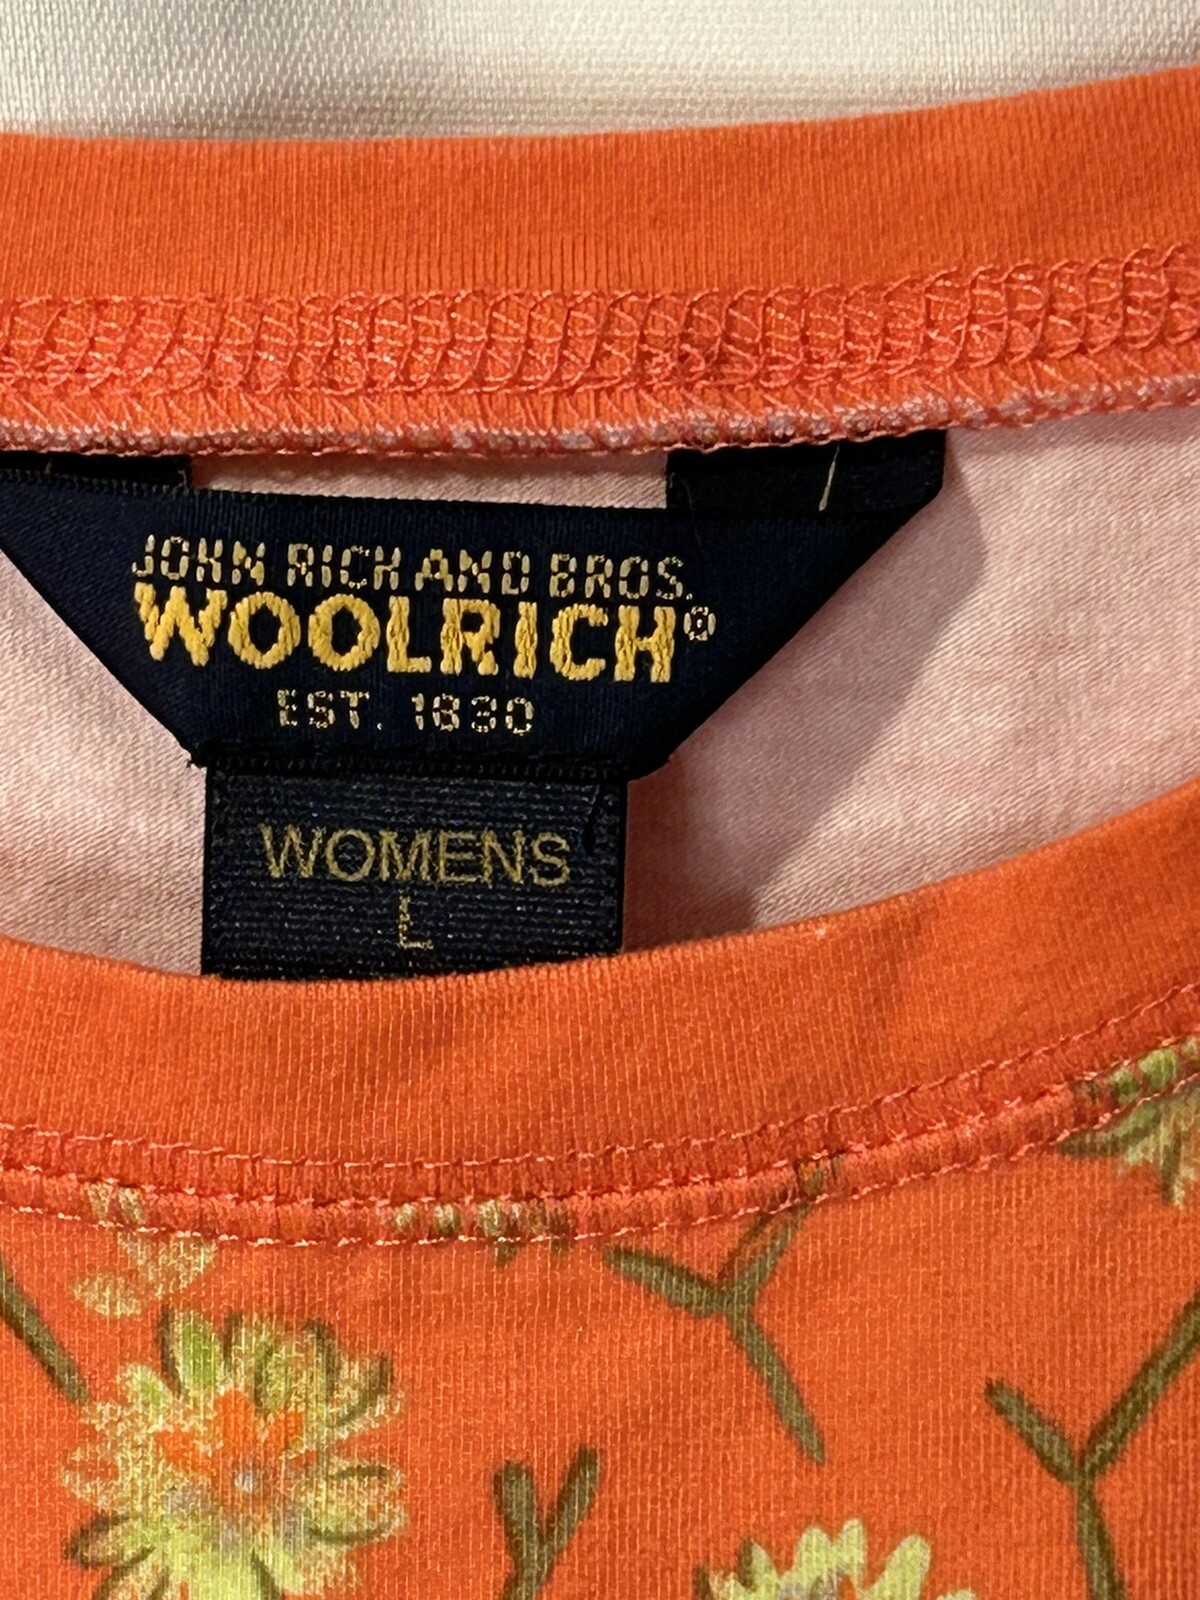 JOHN RICH AND BROS.
WOOLRICH®
EST. 1830
WOMENS
L